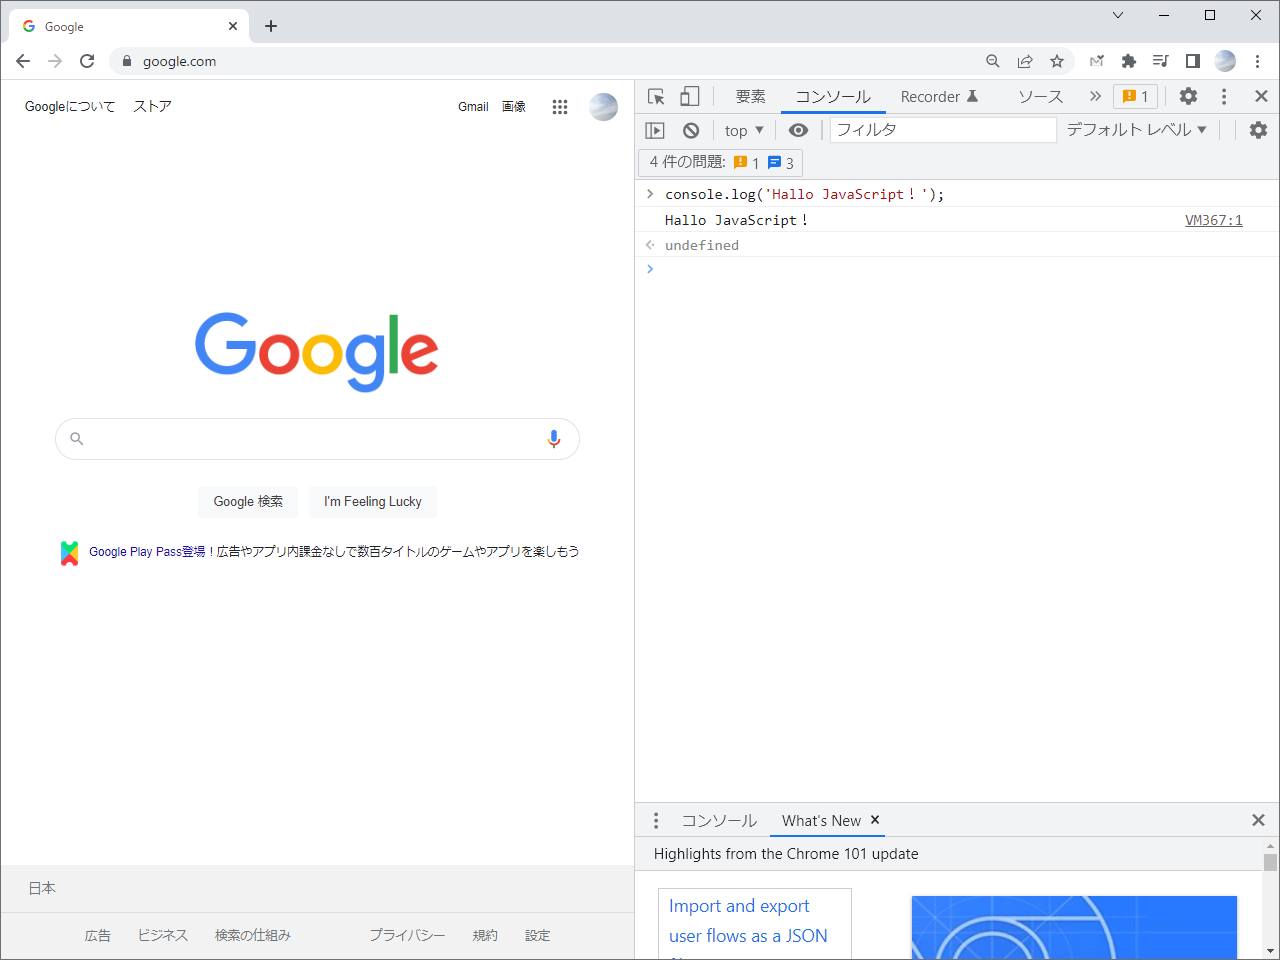 Google
google.com
Googleについて ストア Gmail 画像
Google
Google 検索 I'm Feeling Lucky
Google Play Pass登場！広告やアプリ内課金なしで数百タイトルのゲームやアプリを楽しもう
日本
広告 ビジネス 検索の仕組み プライバシー 規約 設定
要素 コンソール Recorder ソース 1
top フィルタ デフォルト レベル
4 件の問題: 1 3
console.log('Hallo JavaScript！');
Hallo JavaScript！ VM367:1
undefined
コンソール What's New
Highlights from the Chrome 101 update
Import and export
user flows as a JSON